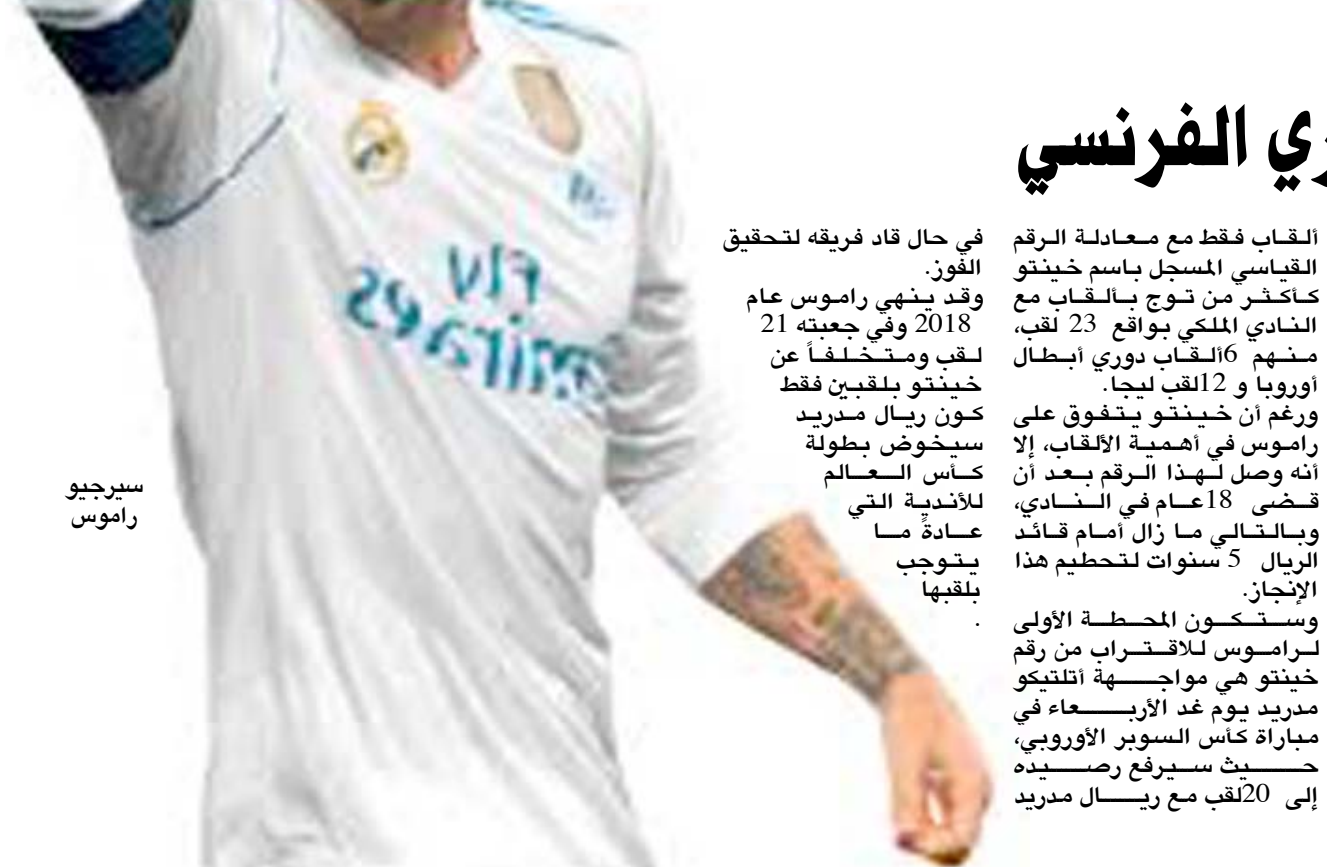 ري الفرنسي
ألقاب فقط مع معادلة الرقم
القياسي المسجل باسم خينتو
كأكثر من توج بألقاب مع
النادي الملكي بواقع 23 لقب،
منهم 6ألقاب دوري أبطال
أوروبا و 12لقب ليجا.
ورغم أن خينتو يتفوق على
راموس في أهمية الألقاب، إلا
أنه وصل لهذا الرقم بعد أن
قضى 18عام في النادي،
وبالتالي ما زال أمام قائد
الريال 5 سنوات لتحطيم هذا
الإنجاز.
وستكون المحطة الأولى
لراموس للاقتراب من رقم
خينتو هي مواجهة أتلتيكو
مدريد يوم غد الأربعاء في
مباراة كأس السوبر الأوروبي،
حيث سيرفع رصيده
إلى 20لقب مع ريال مدريد
في حال قاد فريقه لتحقيق
الفوز.
وقد ينهي راموس عام
2018 وفي جعبته 21
لقب ومتخلفاً عن
خينتو بلقبين فقط
كون ريال مدريد
سيخوض بطولة
كأس العالم
للأندية التي
عادةً ما
يتوجب
بلقبها
.
سيرجيو
راموس
Fly
Emirates